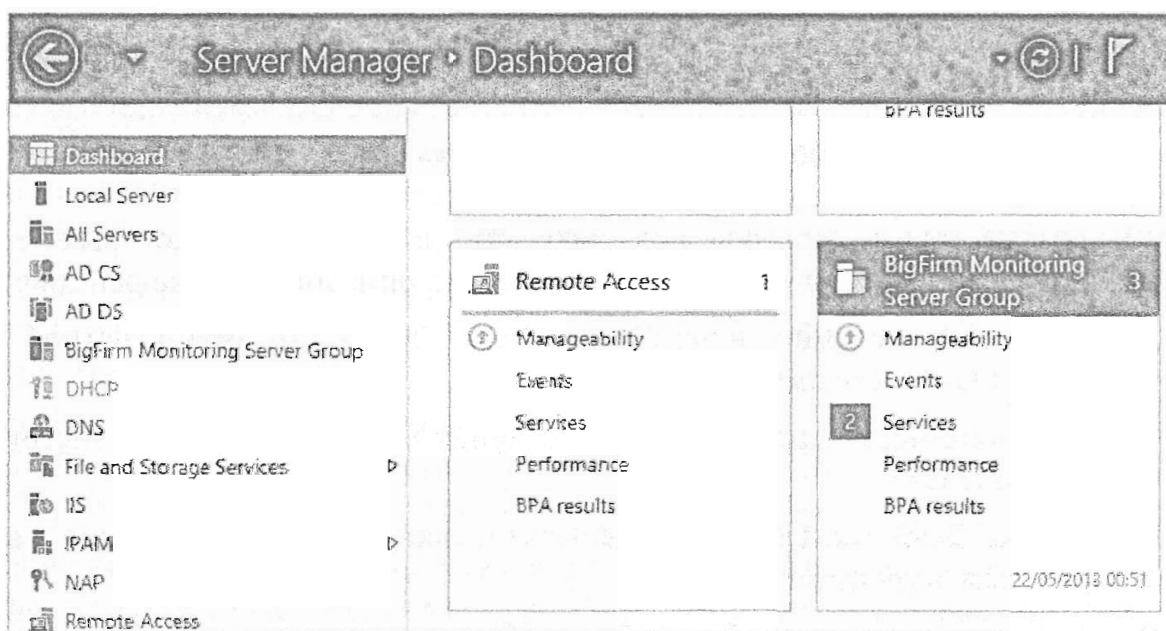 Server Manager • Dashboard
Dashboard
Local Server
All Servers
AD CS
AD DS
BigFirm Monitoring Server Group
DHCP
DNS
File and Storage Services
IIS
IPAM
NAP
Remote Access
BPA results
Remote Access 1
Manageability
Events
Services
Performance
BPA results
BigFirm Monitoring
Server Group
3
Manageability
Events
2 Services
Performance
BPA results
22/05/2013 00:51